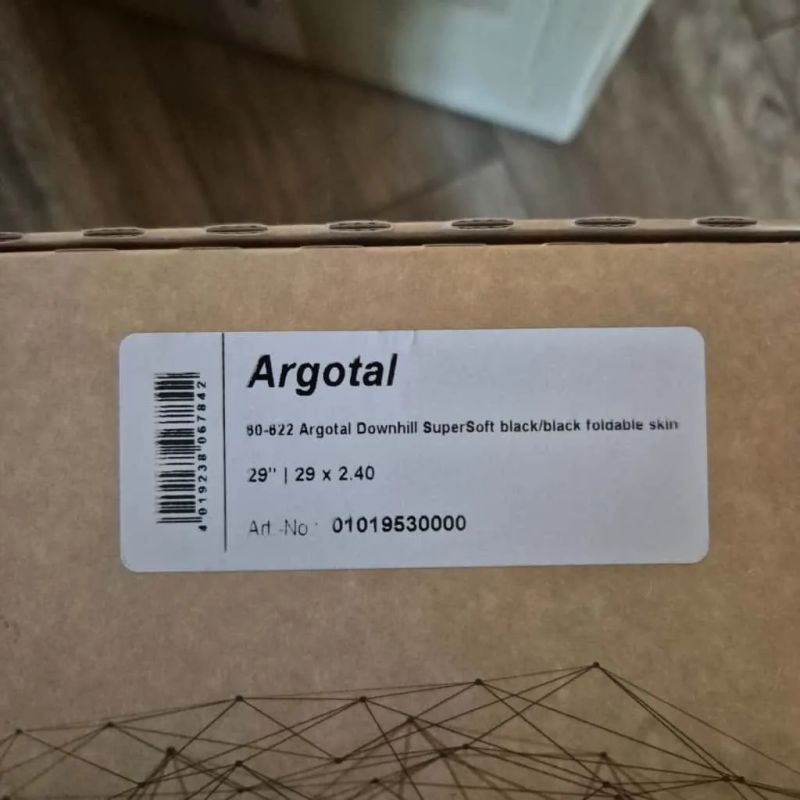 Argotal
60-622 Argotal Downhill SuperSoft black/black foldable skin
29" | 29 x 2.40
Art.-No.: 01019530000
4 019238 067842